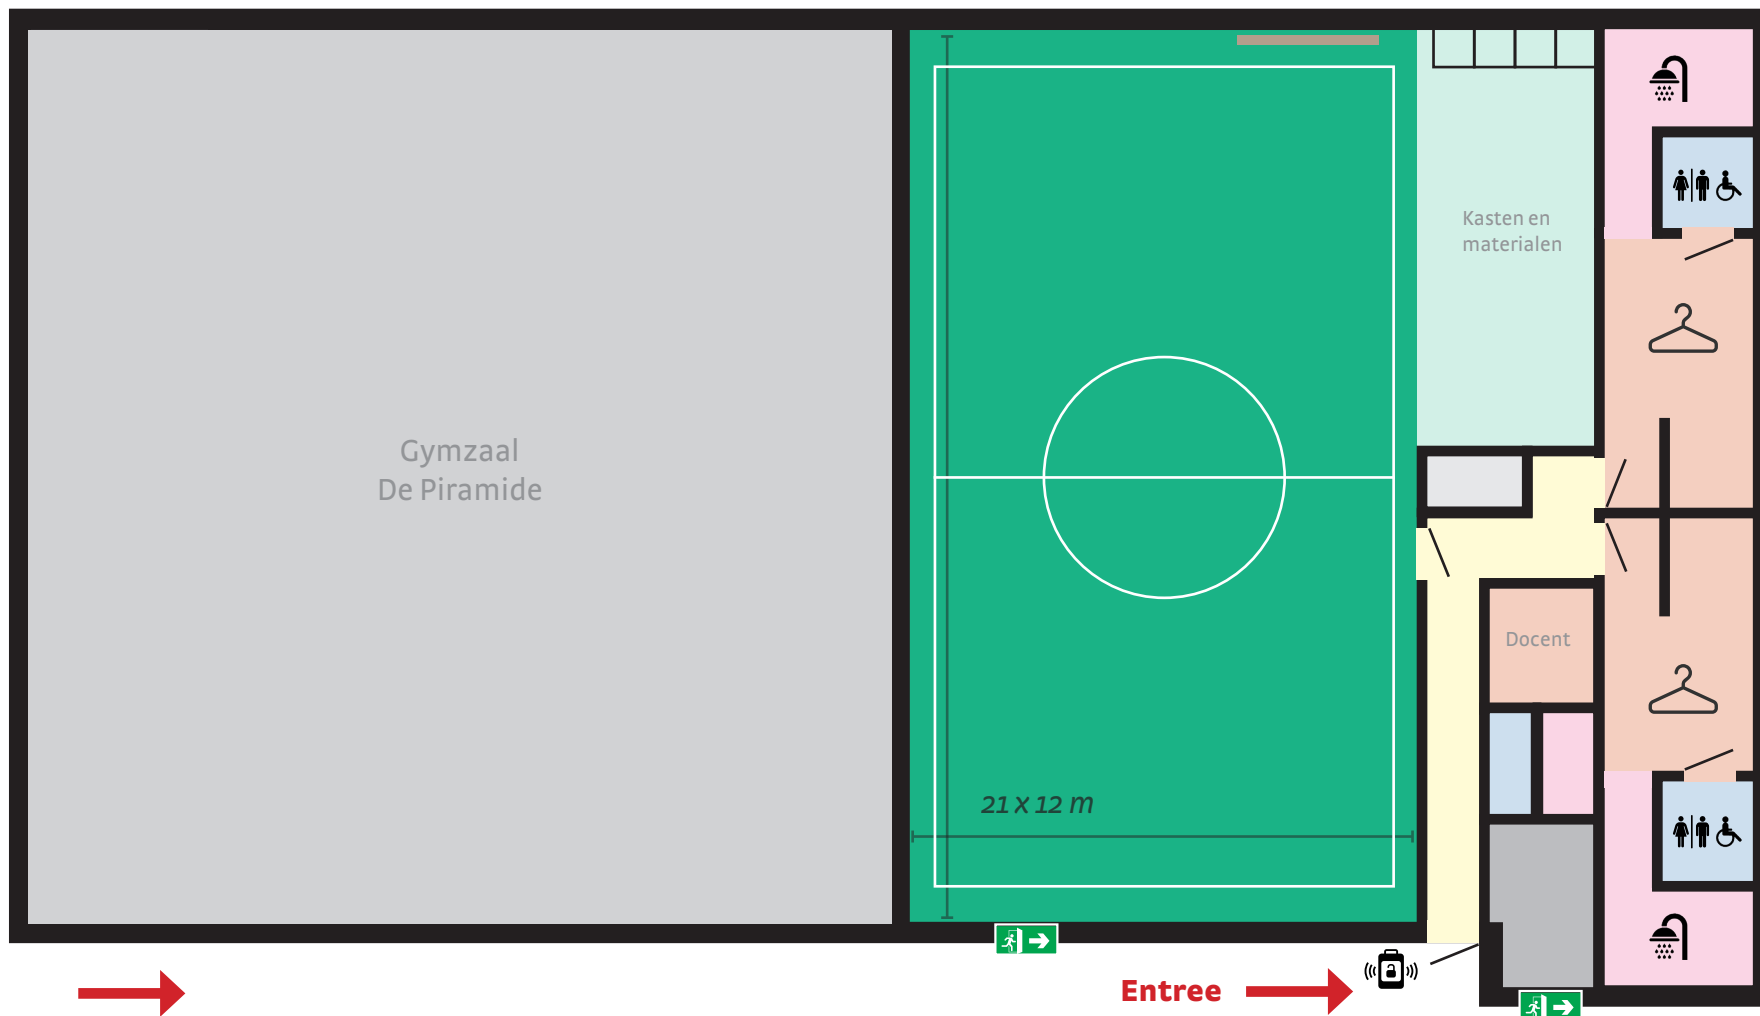 Kasten en
materialen
Gymzaal
De Piramide
Docent
21 x 12 m
Entree